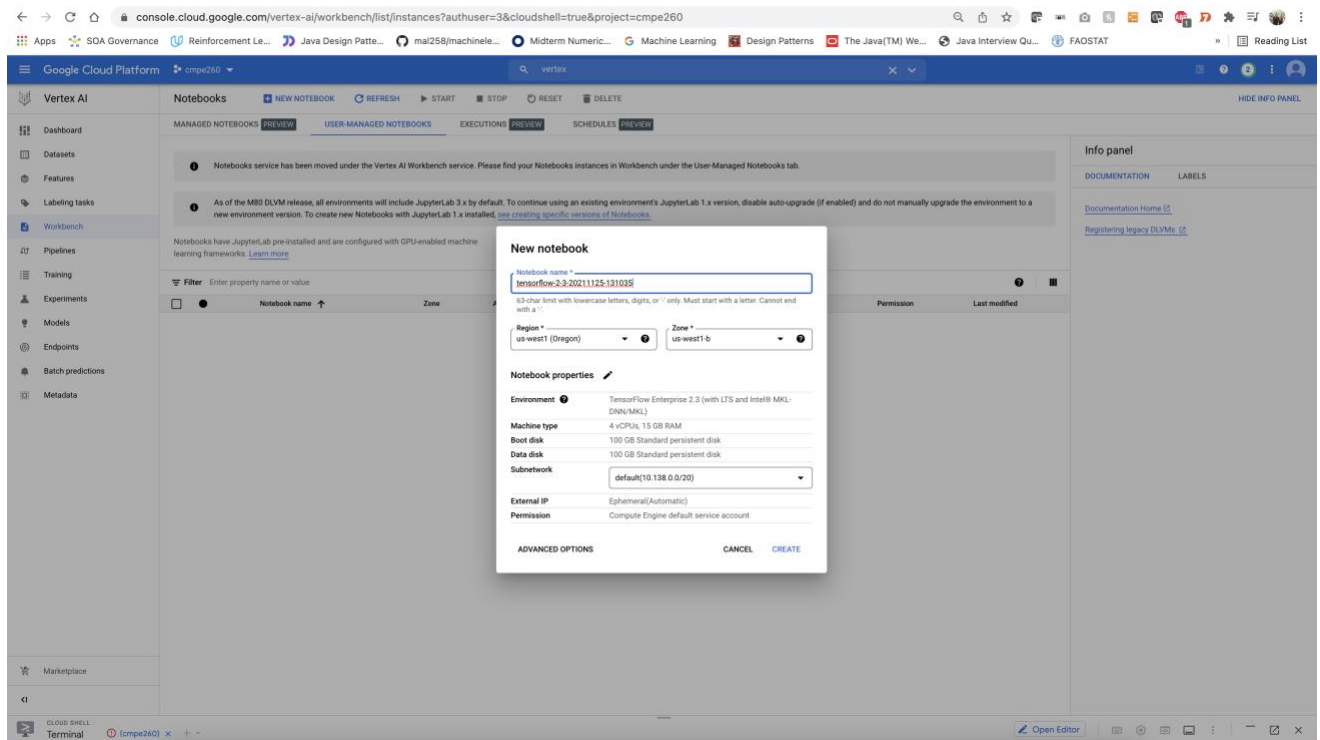 console.cloud.google.com/vertex-ai/workbench/list/instances?authuser=3&cloudshell=true&project=cmpe260
Apps SOA Governance Reinforcement Le... Java Design Patte... mal258/machinele... Midterm Numeric... Machine Learning Design Patterns The Java(TM) We... Java Interview Qu... FAOSTAT » Reading List
Google Cloud Platform cmpe260 vertex 2
Vertex AI Notebooks NEW NOTEBOOK REFRESH START STOP RESET DELETE HIDE INFO PANEL
MANAGED NOTEBOOKS PREVIEW USER-MANAGED NOTEBOOKS EXECUTIONS PREVIEW SCHEDULES PREVIEW
Dashboard
Datasets
Features
Labeling tasks
Workbench
Pipelines
Training
Experiments
Models
Endpoints
Batch predictions
Metadata
Marketplace
Notebooks service has been moved under the Vertex AI Workbench service. Please find your Notebooks instances in Workbench under the User-Managed Notebooks tab.
As of the M80 DLVM release, all environments will include JupyterLab 3.x by default. To continue using an existing environment's JupyterLab 1.x version, disable auto-upgrade (if enabled) and do not manually upgrade the environment to a
new environment version. To create new Notebooks with JupyterLab 1.x installed, see creating specific versions of Notebooks.
Notebooks have JupyterLab pre-installed and are configured with GPU-enabled machine
learning frameworks. Learn more
Filter Enter property name or value
Notebook name Zone Permission Last modified
New notebook
Notebook name *
tensorflow-2-3-20211125-131035
63-char limit with lowercase letters, digits, or '-' only. Must start with a letter. Cannot end
with a '-'.
Region * Zone *
us-west1 (Oregon) us-west1-b
Notebook properties
Environment TensorFlow Enterprise 2.3 (with LTS and Intel® MKL-
DNN/MKL)
Machine type 4 vCPUs, 15 GB RAM
Boot disk 100 GB Standard persistent disk
Data disk 100 GB Standard persistent disk
Subnetwork default(10.138.0.0/20)
External IP Ephemeral(Automatic)
Permission Compute Engine default service account
ADVANCED OPTIONS CANCEL CREATE
Info panel
DOCUMENTATION LABELS
Documentation Home
Registering legacy DLVMs
CLOUD SHELL
Terminal (cmpe260) x + Open Editor